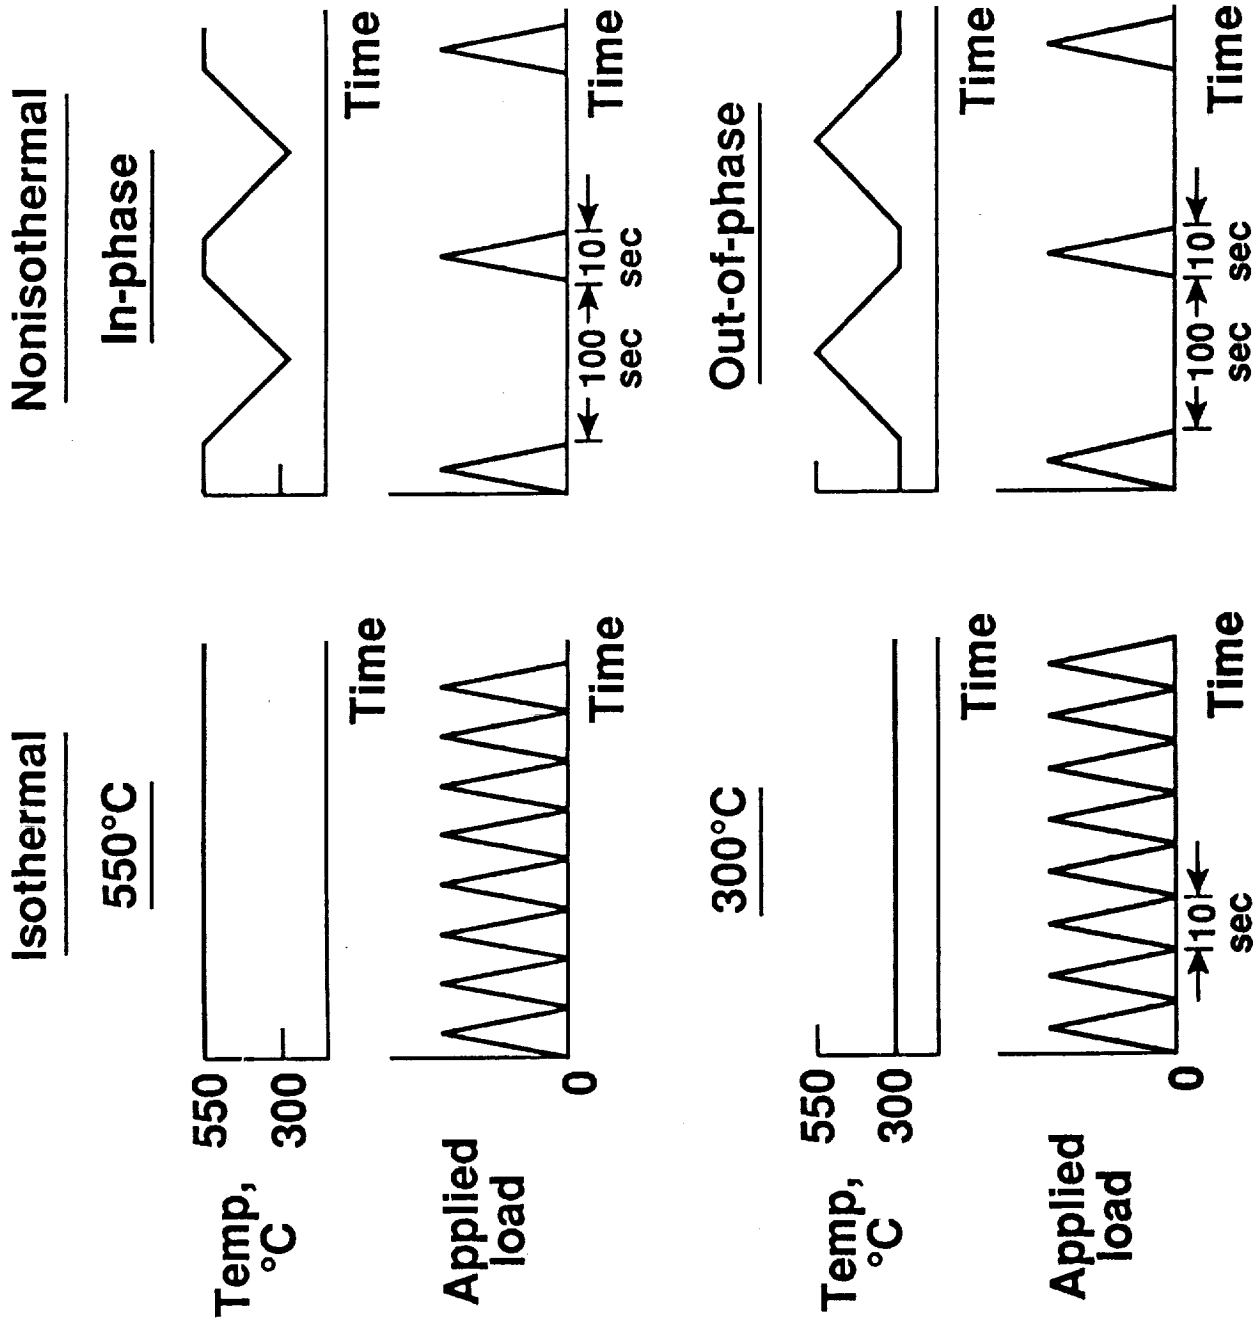 Isothermal
Nonisothermal
550°C
In-phase
Temp,
°C
550
300
Time
Time
Applied
load
0
Time
100
sec
10
sec
Time
300°C
Out-of-phase
Temp,
°C
550
300
Time
Time
Applied
load
0
10
sec
Time
100
sec
10
sec
Time